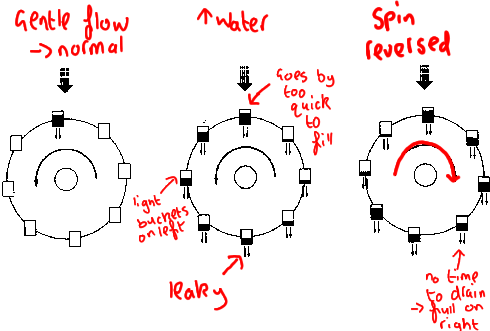 Gentle flow
-> normal
↑ water
Spin
reversed
Goes by
too
quick
to
fill
light
buckets
on left
leaky
no time
to drain
-> full on
right